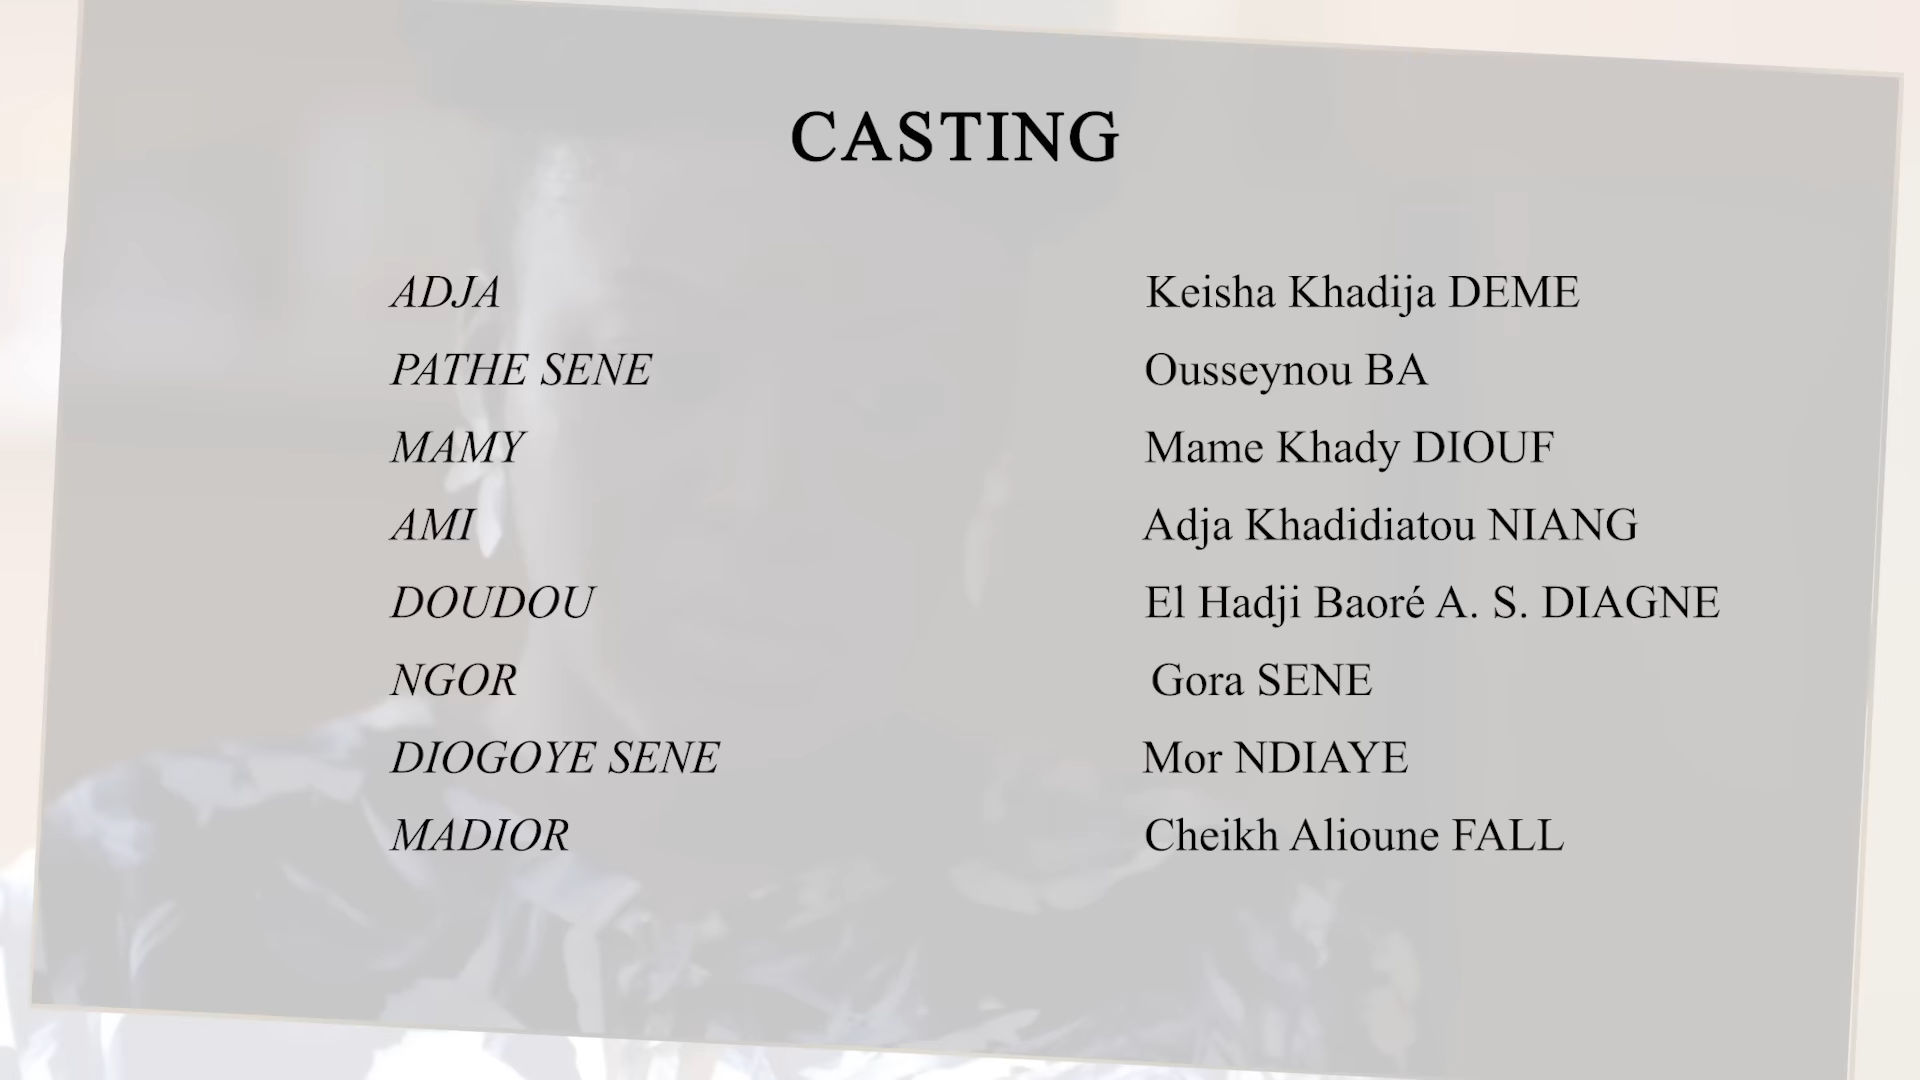 CASTING
ADJA Keisha Khadija DEME
PATHE SENE Ousseynou BA
MAMY Mame Khady DIOUF
AMI Adja Khadidiatou NIANG
DOUDOU El Hadji Baoré A. S. DIAGNE
NGOR Gora SENE
DIOGOYE SENE Mor NDIAYE
MADIOR Cheikh Alioune FALL